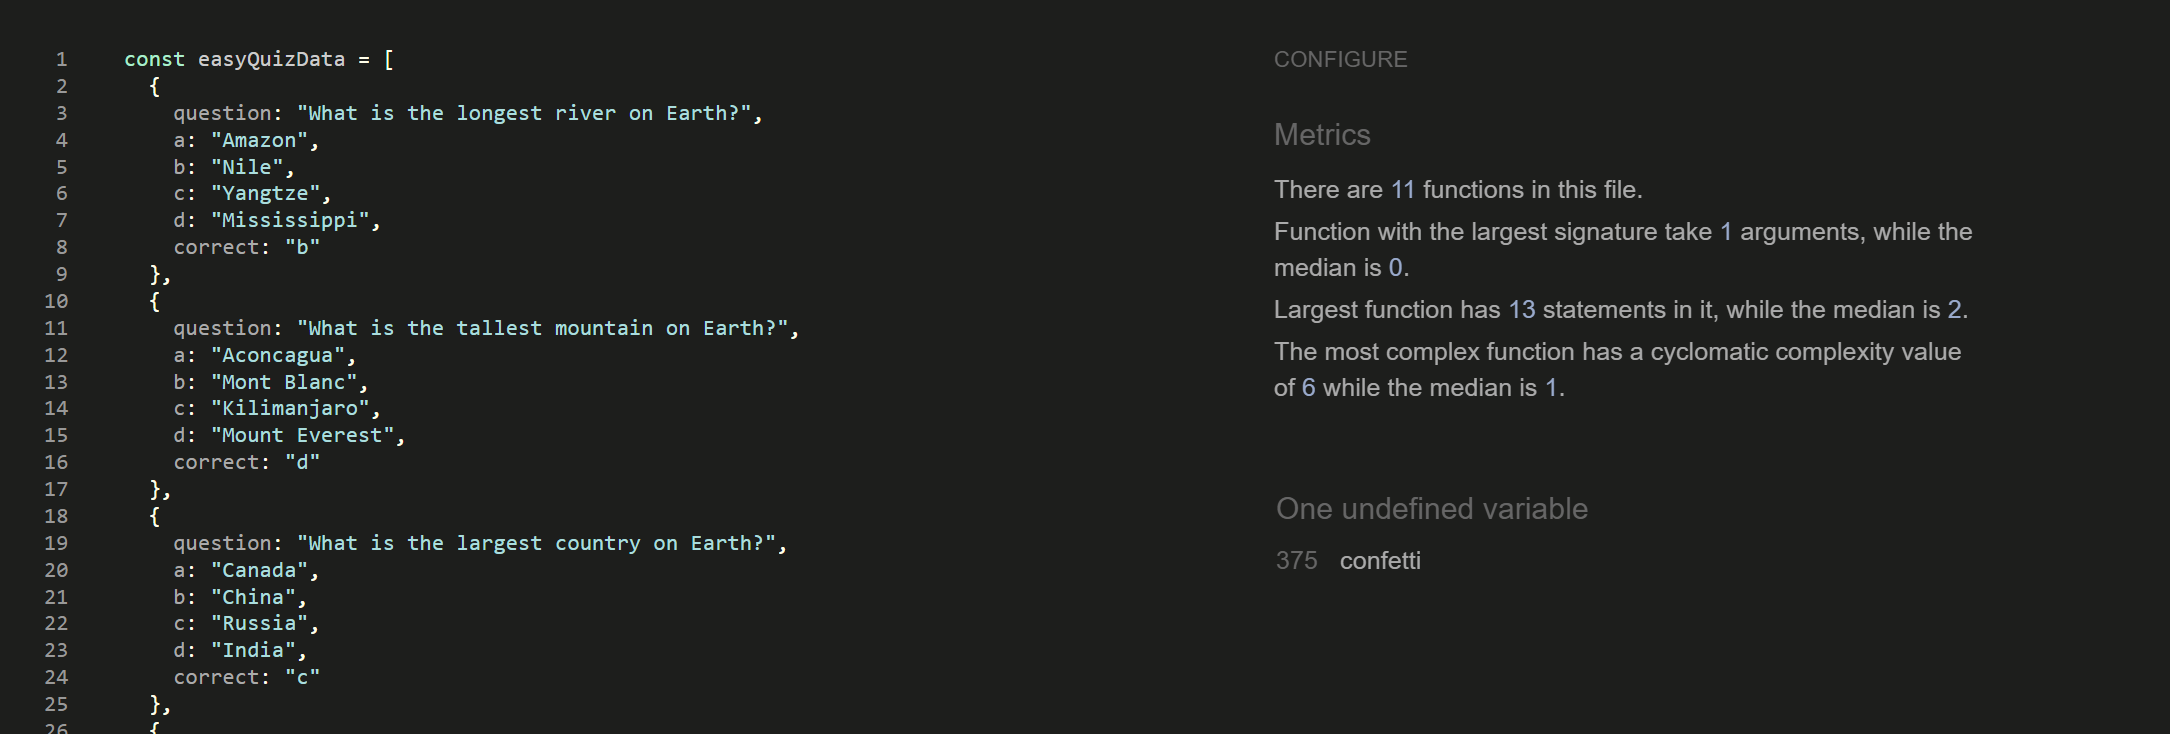 1 const easyQuizData = [
2 {
3 question: "What is the longest river on Earth?",
4 a: "Amazon",
5 b: "Nile",
6 c: "Yangtze",
7 d: "Mississippi",
8 correct: "b"
9 },
10 {
11 question: "What is the tallest mountain on Earth?",
12 a: "Aconcagua",
13 b: "Mont Blanc",
14 c: "Kilimanjaro",
15 d: "Mount Everest",
16 correct: "d"
17 },
18 {
19 question: "What is the largest country on Earth?",
20 a: "Canada",
21 b: "China",
22 c: "Russia",
23 d: "India",
24 correct: "c"
25 },
26 {
CONFIGURE
Metrics
There are 11 functions in this file.
Function with the largest signature take 1 arguments, while the
median is 0.
Largest function has 13 statements in it, while the median is 2.
The most complex function has a cyclomatic complexity value
of 6 while the median is 1.
One undefined variable
375 confetti